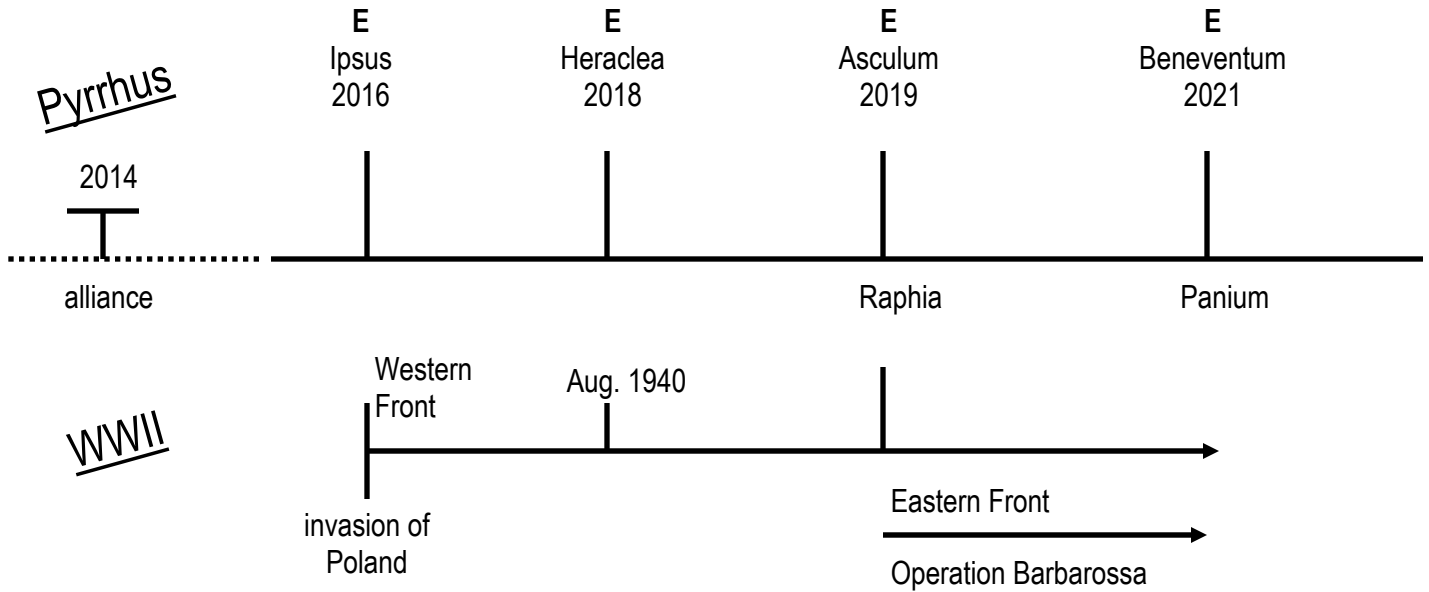 E
Ipsus
2016
E
Heraclea
2018
E
Asculum
2019
E
Beneventum
2021
Pyrrhus
2014
alliance
Raphia
Panium
WWII
Western
Front
Aug. 1940
invasion of
Poland
Eastern Front
Operation Barbarossa